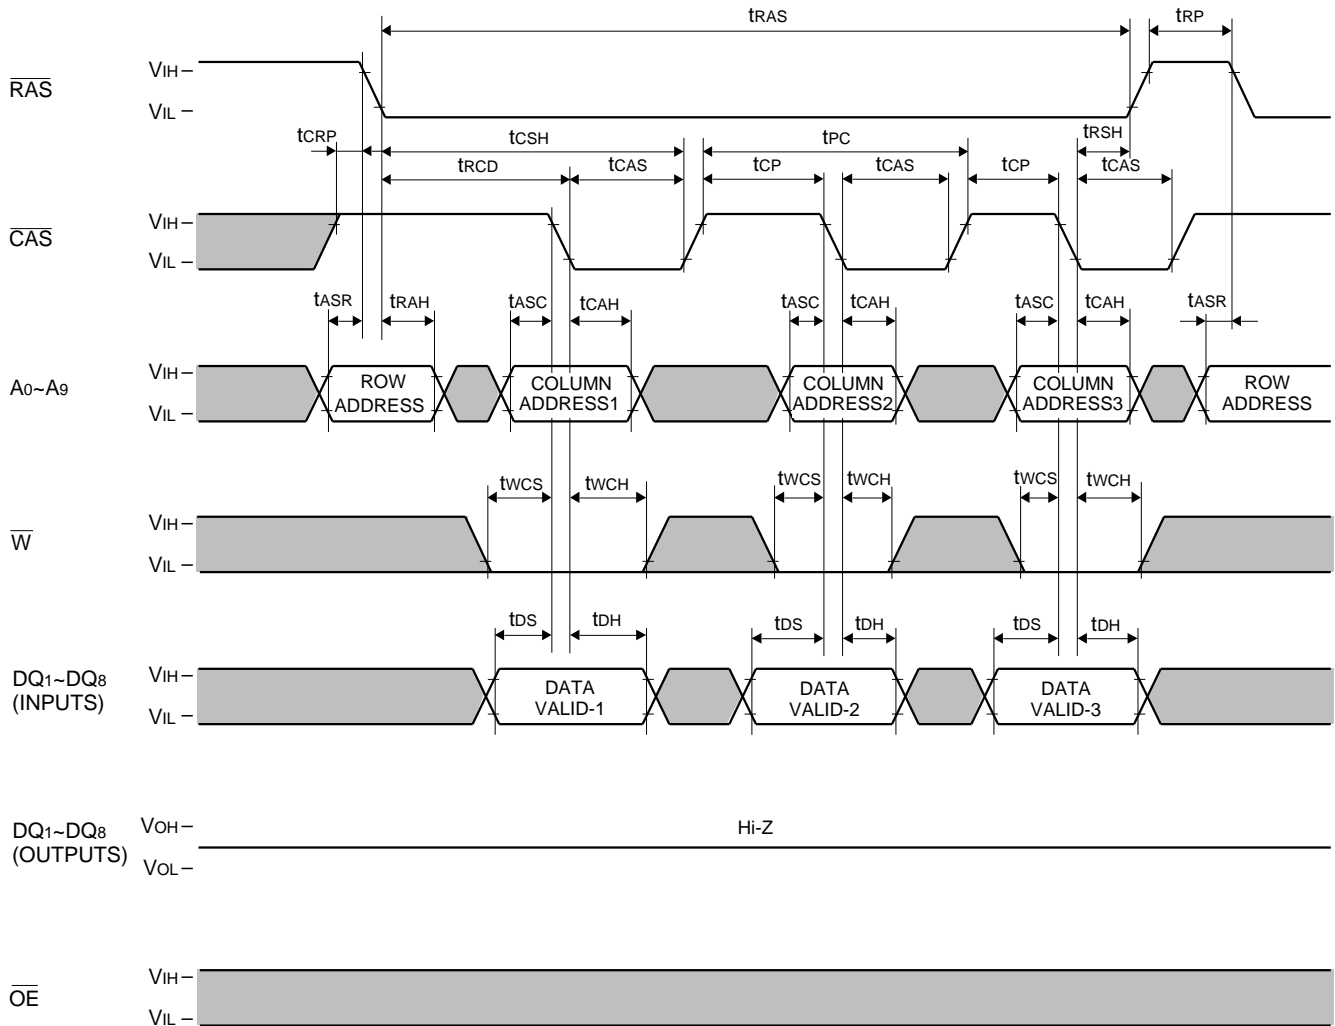 tRAS tRP
RAS
VIH
VIL
tCRP tCSH tPC tRSH
tRCD tCAS tCP tCAS tCP tCAS
CAS
VIH
VIL
tASR tRAH tASC tCAH tASC tCAH tASC tCAH tASR
A0~A9
VIH
VIL
ROW ADDRESS
COLUMN ADDRESS1
COLUMN ADDRESS2
COLUMN ADDRESS3
ROW ADDRESS
tWCS tWCH tWCS tWCH tWCS tWCH
W
VIH
VIL
tDS tDH tDS tDH tDS tDH
DQ1~DQ8
(INPUTS)
VIH
VIL
DATA VALID-1
DATA VALID-2
DATA VALID-3
DQ1~DQ8
(OUTPUTS)
VOH
VOL
Hi-Z
OE
VIH
VIL